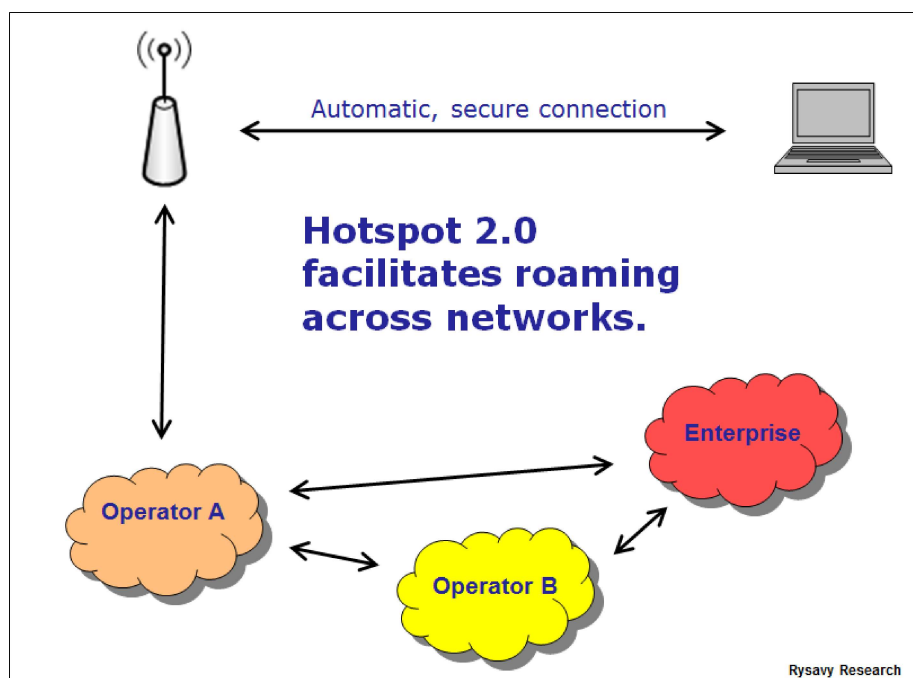 Automatic, secure connection
Hotspot 2.0
facilitates roaming
across networks.
Enterprise
Operator A
Operator B
Rysavy Research